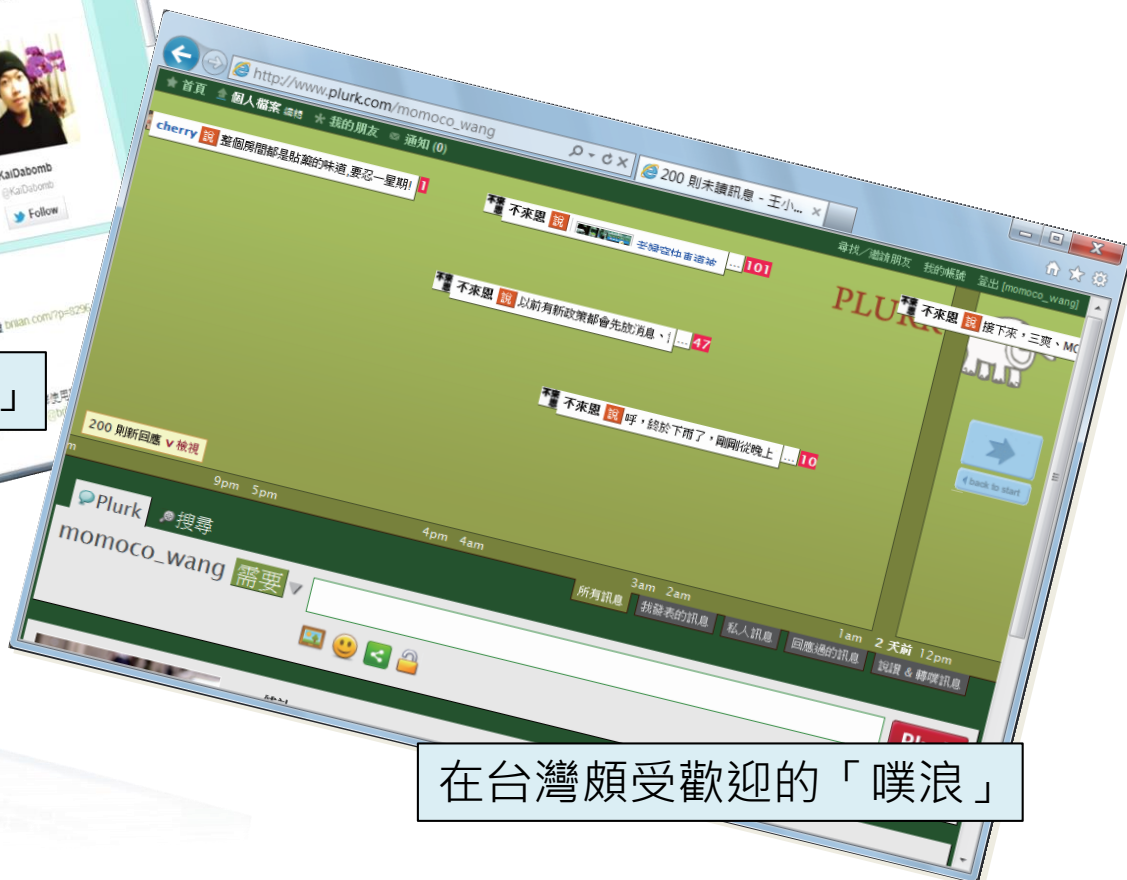 KaiDabomb
@KaiDabomb
Follow
」
http://www.plurk.com/momoco_wang
200 則未讀訊息 - 王小...
首頁 個人檔案 編輯 我的朋友 通知 (0)
尋找／邀請朋友 我的帳號 登出 [momoco_wang]
cherry 說 整個房間都是貼藥的味道,要忍一星期! 1
不來恩 說 ... 101
不來恩 說 以前有新政策都會先放消息、 ... 47
PLURK
不來恩 說 接下來，三爽、MC
不來恩 說 呼，終於下雨了，剛剛從晚上 ... 10
back to start
200 則新回應 v 檢視
9pm 5pm 4pm 4am 3am 2am 1am 2 天前 12pm
Plurk 搜尋
所有訊息 我發表的訊息 私人訊息 回應過的訊息 說讚 & 轉噗訊息
momoco_wang 需要
在台灣頗受歡迎的「噗浪」